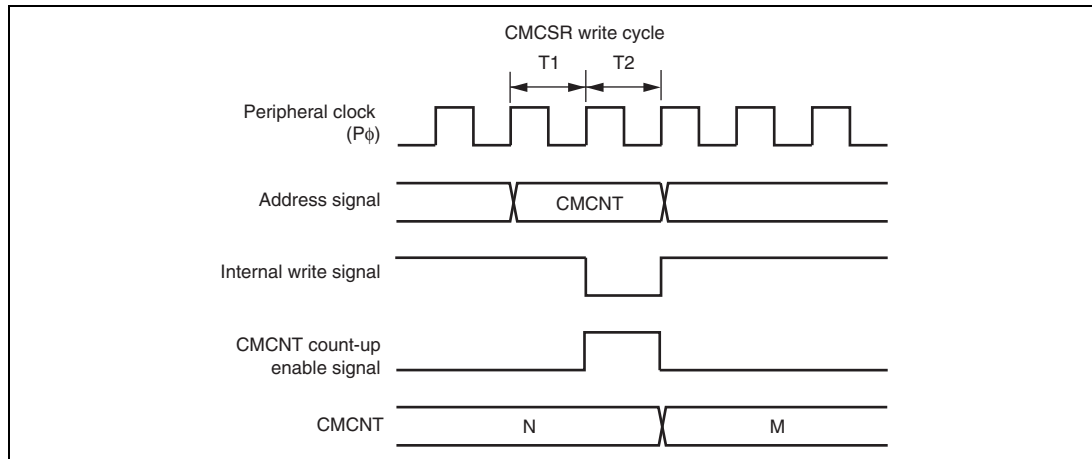 CMCSR write cycle
T1 T2
Peripheral clock
(Pϕ)
Address signal
CMCNT
Internal write signal
CMCNT count-up
enable signal
CMCNT
N M